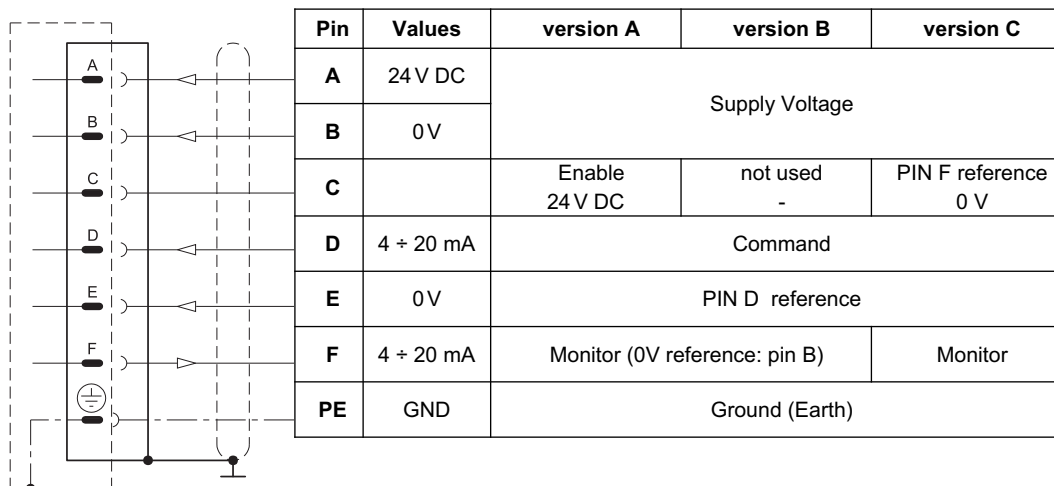 Pin Values version A version B version C
A 24 V DC Supply Voltage
B 0 V
C Enable 24 V DC not used - PIN F reference 0 V
D 4 ÷ 20 mA Command
E 0 V PIN D reference
F 4 ÷ 20 mA Monitor (0V reference: pin B) Monitor
PE GND Ground (Earth)
A
B
C
D
E
F